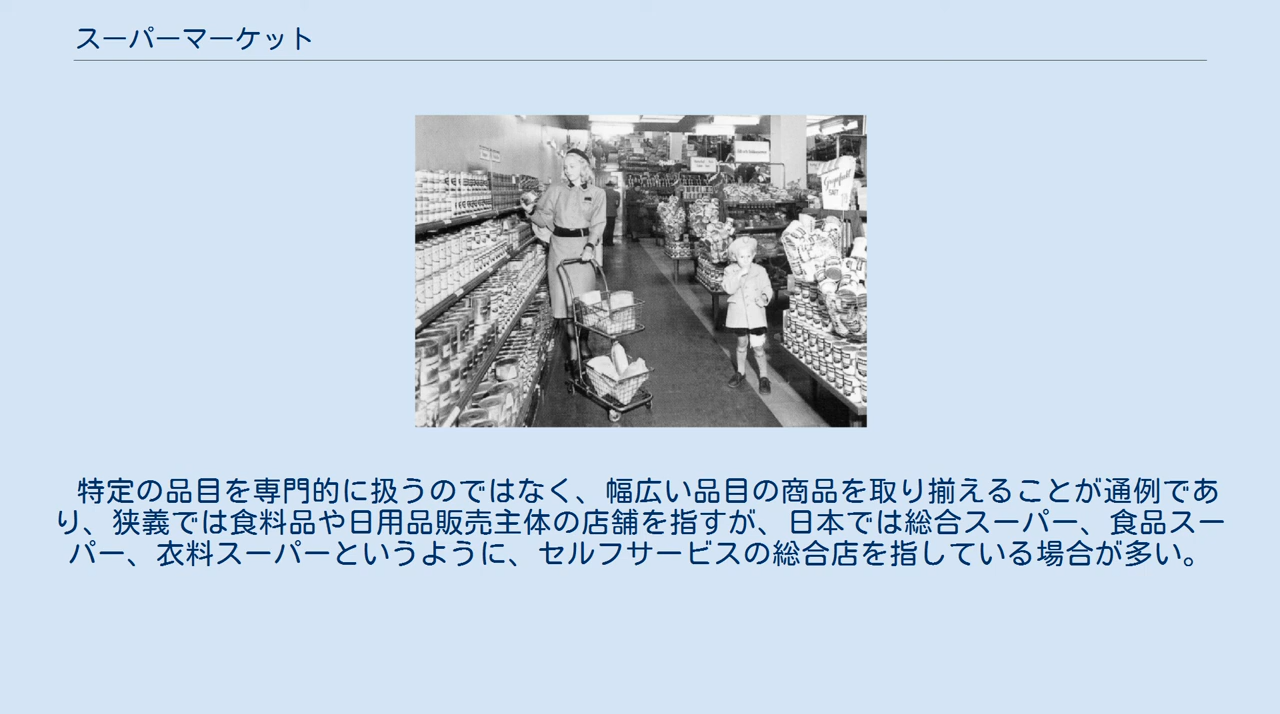 スーパーマーケット
特定の品目を専門的に扱うのではなく、幅広い品目の商品を取り揃えることが通例であ
り、狭義では食料品や日用品販売主体の店舗を指すが、日本では総合スーパー、食品スー
パー、衣料スーパーというように、セルフサービスの総合店を指している場合が多い。